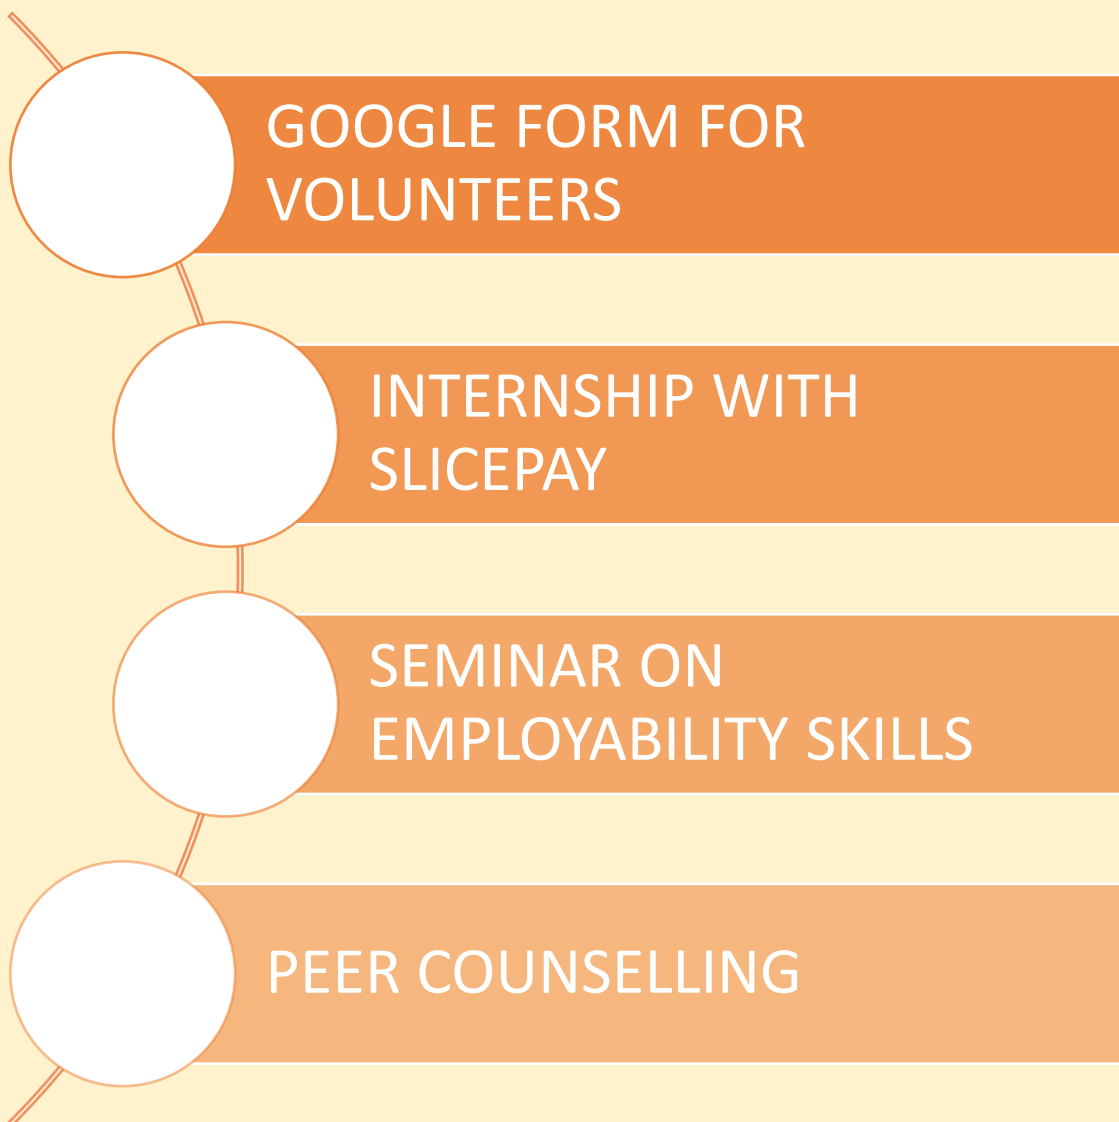 GOOGLE FORM FOR
VOLUNTEERS
INTERNSHIP WITH
SLICEPAY
SEMINAR ON
EMPLOYABILITY SKILLS
PEER COUNSELLING